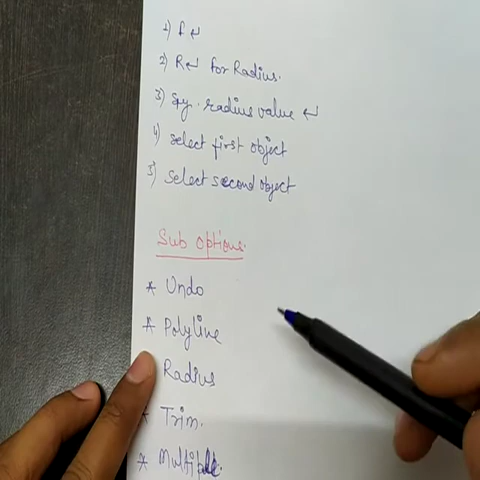 1) f ↵
2) R↵ for Radius.
3) Spy. radius value ↵
4) select first object
5) Select second object
Sub Options.
* Undo
* Polyline
Radius
* Trim.
* Multiple.